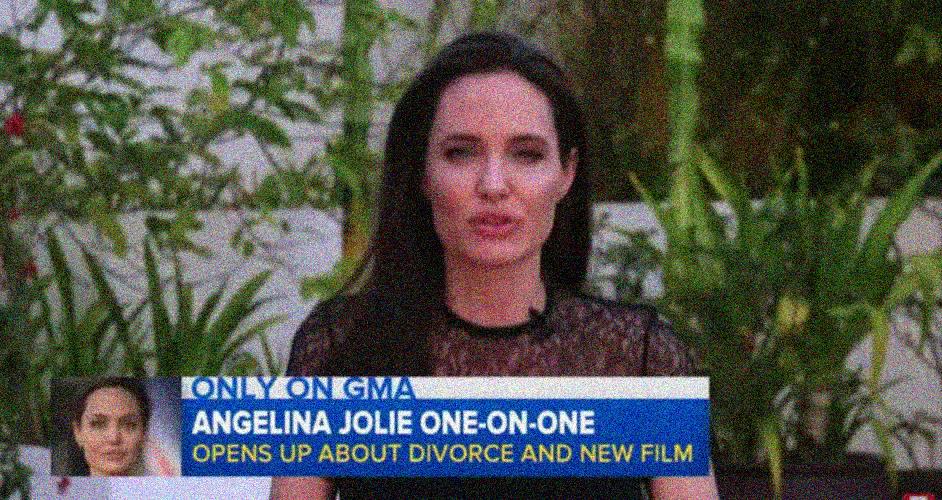 ONLY ON GMA
ANGELINA JOLIE ONE-ON-ONE
OPENS UP ABOUT DIVORCE AND NEW FILM